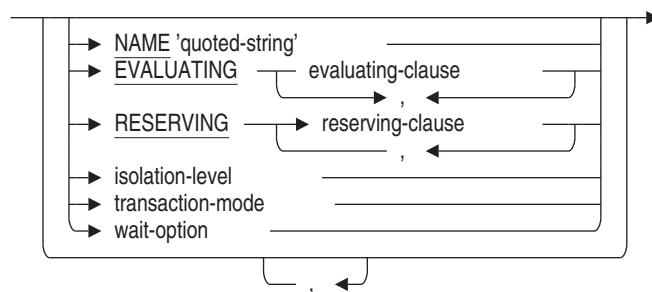 NAME 'quoted-string’
EVALUATING evaluating-clause
,
RESERVING reserving-clause
,
isolation-level
transaction-mode
wait-option
,